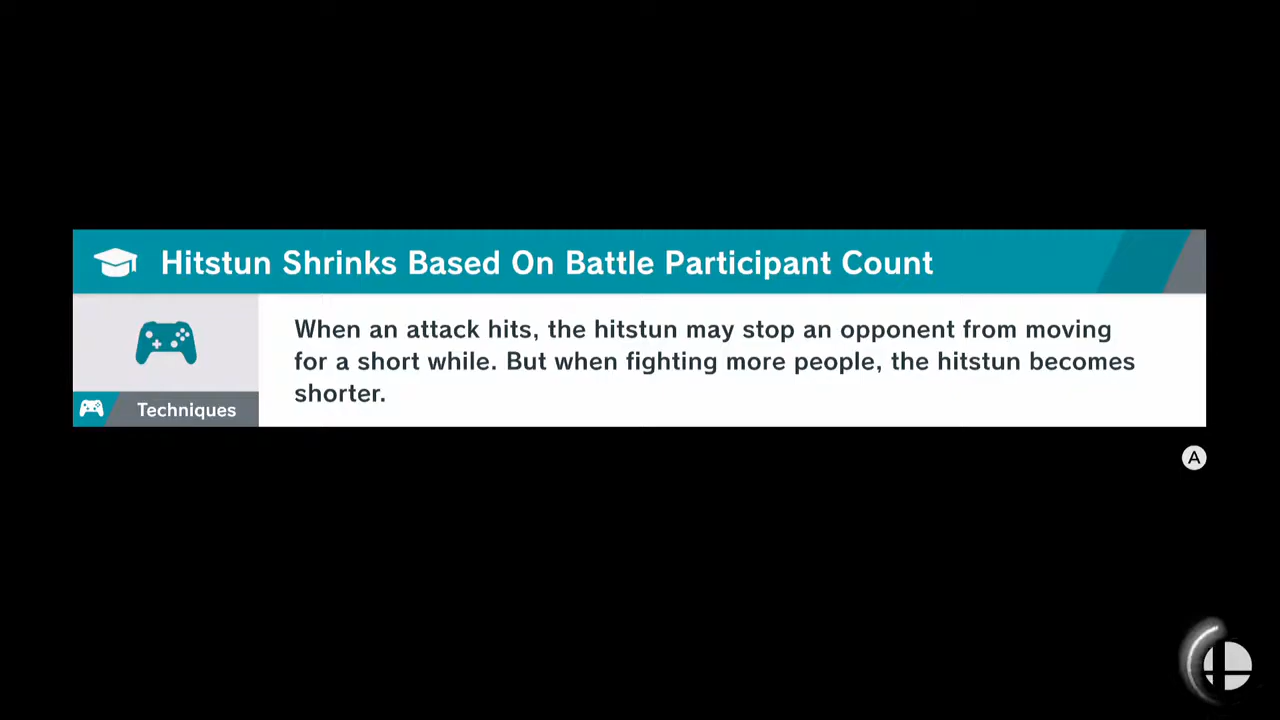 Hitstun Shrinks Based On Battle Participant Count
When an attack hits, the hitstun may stop an opponent from moving
for a short while. But when fighting more people, the hitstun becomes
shorter.
Techniques
A